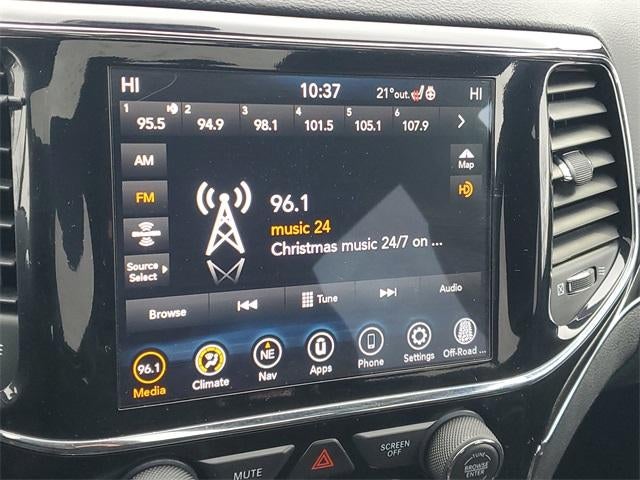 HI 10:37 21°out. HI
1 2 3 4 5 6
95.5 94.9 98.1 101.5 105.1 107.9
AM
Map
FM
96.1
music 24
Christmas music 24/7 on ...
Source
Select
Browse Tune Audio
96.1 NE
Media Climate Nav Apps Phone Settings Off-Road ...
MUTE
SCREEN
OFF
TUNE
BROWSE
ENTER